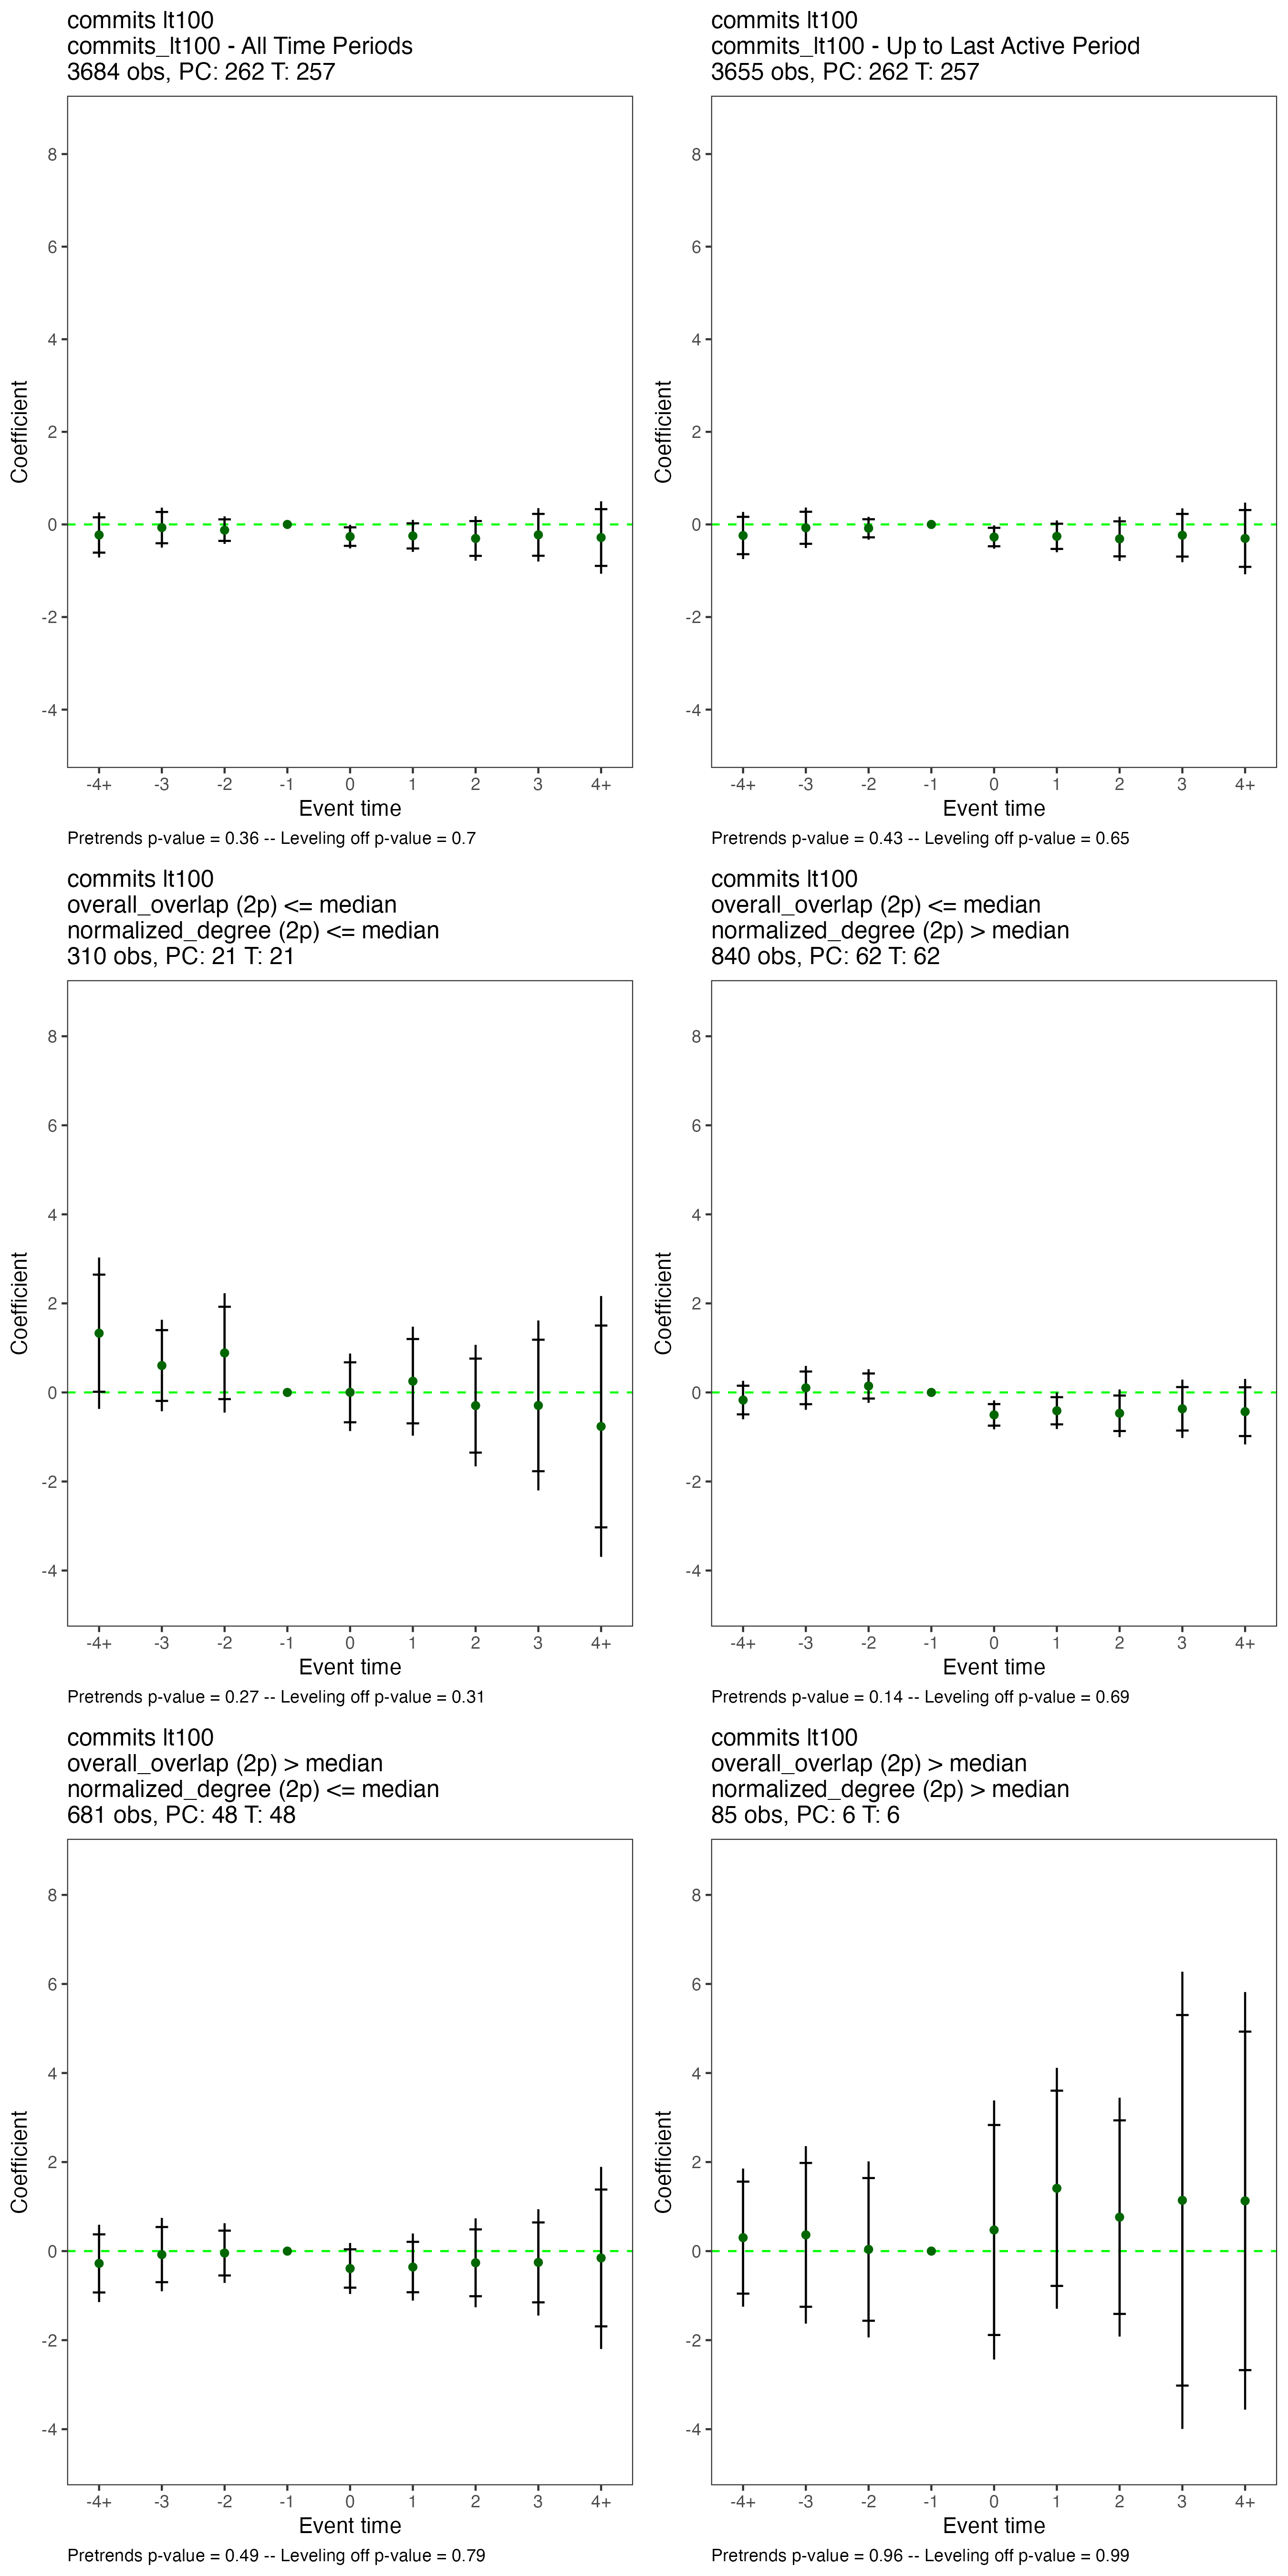 commits lt100
commits_lt100 - All Time Periods
3684 obs, PC: 262 T: 257
8
6
4
2
0
-2
-4
Coefficient
-4+ -3 -2 -1 0 1 2 3 4+
Event time
Pretrends p-value = 0.36 -- Leveling off p-value = 0.7
commits lt100
commits_lt100 - Up to Last Active Period
3655 obs, PC: 262 T: 257
8
6
4
2
0
-2
-4
Coefficient
-4+ -3 -2 -1 0 1 2 3 4+
Event time
Pretrends p-value = 0.43 -- Leveling off p-value = 0.65
commits lt100
overall_overlap (2p) <= median
normalized_degree (2p) <= median
310 obs, PC: 21 T: 21
8
6
4
2
0
-2
-4
Coefficient
-4+ -3 -2 -1 0 1 2 3 4+
Event time
Pretrends p-value = 0.27 -- Leveling off p-value = 0.31
commits lt100
overall_overlap (2p) <= median
normalized_degree (2p) > median
840 obs, PC: 62 T: 62
8
6
4
2
0
-2
-4
Coefficient
-4+ -3 -2 -1 0 1 2 3 4+
Event time
Pretrends p-value = 0.14 -- Leveling off p-value = 0.69
commits lt100
overall_overlap (2p) > median
normalized_degree (2p) <= median
681 obs, PC: 48 T: 48
8
6
4
2
0
-2
-4
Coefficient
-4+ -3 -2 -1 0 1 2 3 4+
Event time
Pretrends p-value = 0.49 -- Leveling off p-value = 0.79
commits lt100
overall_overlap (2p) > median
normalized_degree (2p) > median
85 obs, PC: 6 T: 6
8
6
4
2
0
-2
-4
Coefficient
-4+ -3 -2 -1 0 1 2 3 4+
Event time
Pretrends p-value = 0.96 -- Leveling off p-value = 0.99